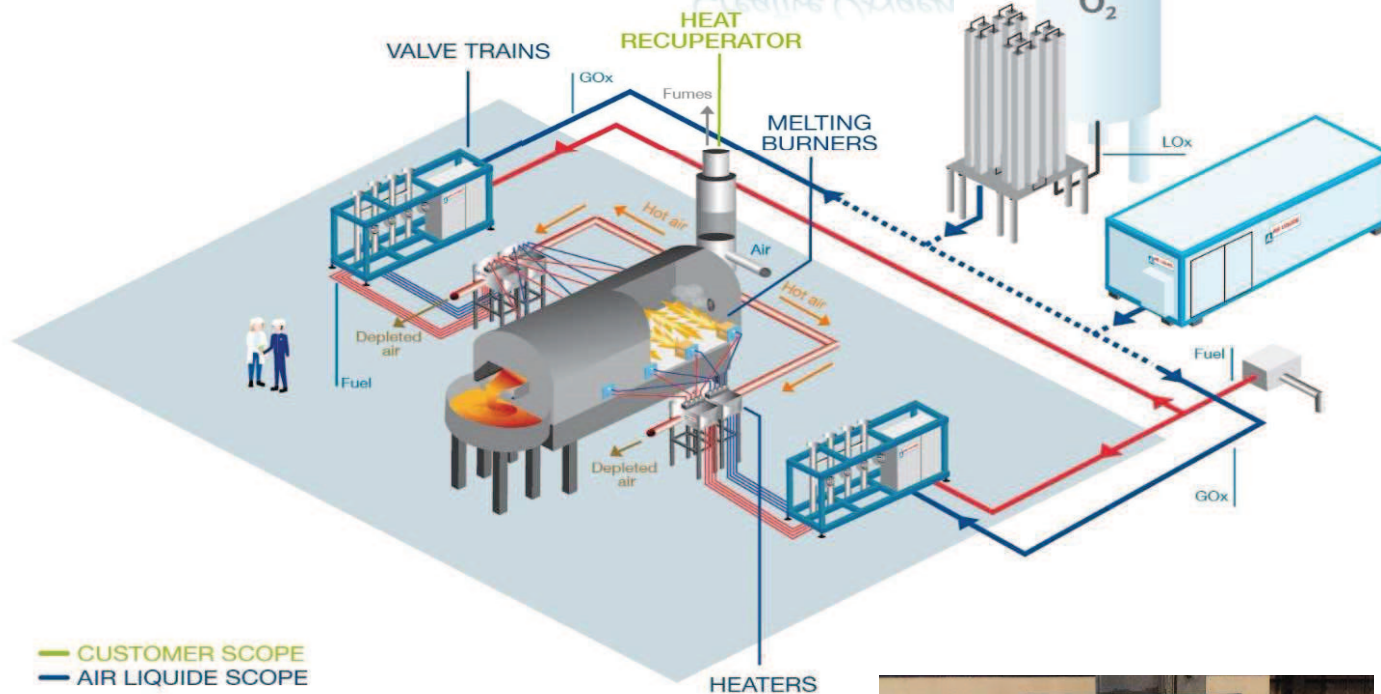 O₂
HEAT
RECUPERATOR
VALVE TRAINS
GOx
Fumes
MELTING
BURNERS
LOx
Hot air
Air
Hot air
Depleted
air
Fuel
Fuel
Depleted
air
GOx
CUSTOMER SCOPE
AIR LIQUIDE SCOPE
HEATERS